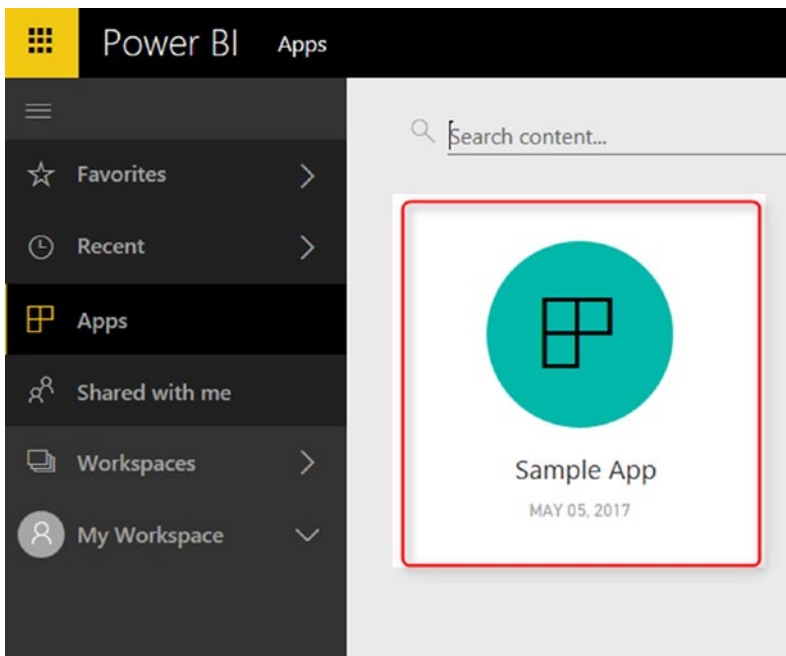 Power BI Apps
Search content...
Favorites
Recent
Apps
Shared with me
Workspaces
My Workspace
Sample App
MAY 05, 2017